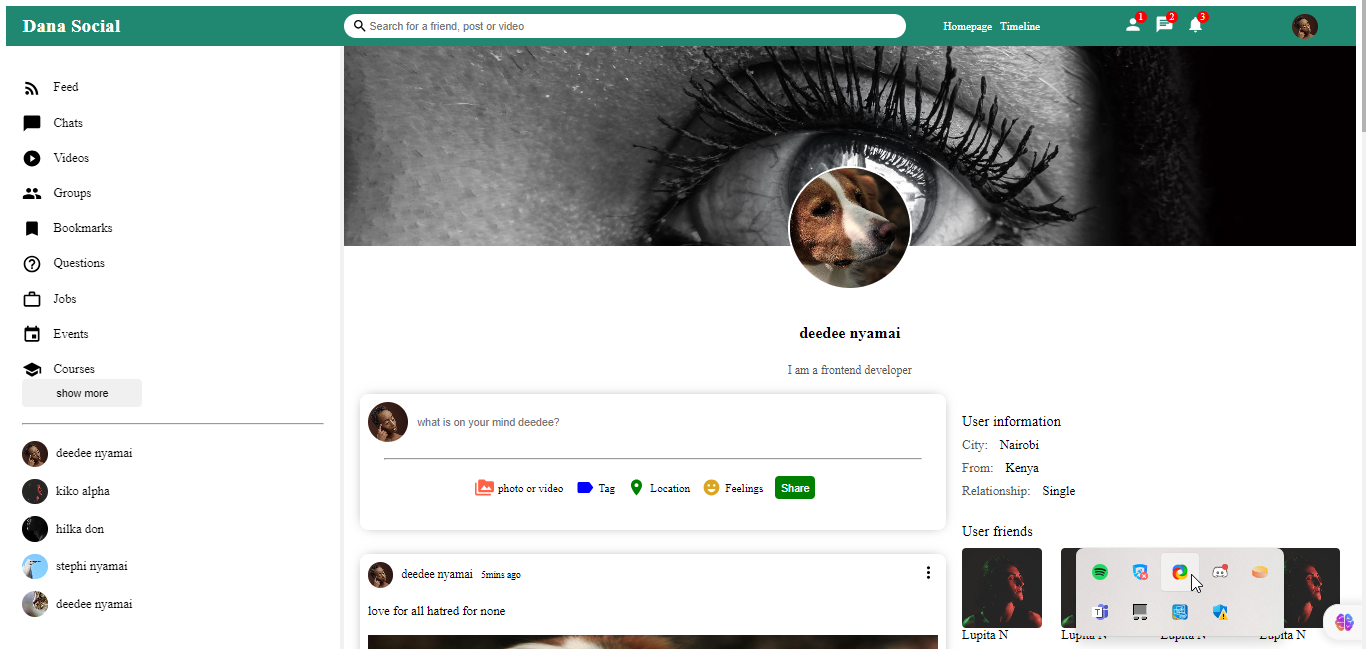 Dana Social
Search for a friend, post or video
Homepage Timeline
1 2 3
Feed
Chats
Videos
Groups
Bookmarks
Questions
Jobs
Events
Courses
show more
deedee nyamai
kiko alpha
hilka don
stephi nyamai
deedee nyamai
deedee nyamai
I am a frontend developer
what is on your mind deedee?
photo or video Tag Location Feelings Share
deedee nyamai 5mins ago
love for all hatred for none
User information
City: Nairobi
From: Kenya
Relationship: Single
User friends
Lupita N Lupita N Lupita N Lupita N